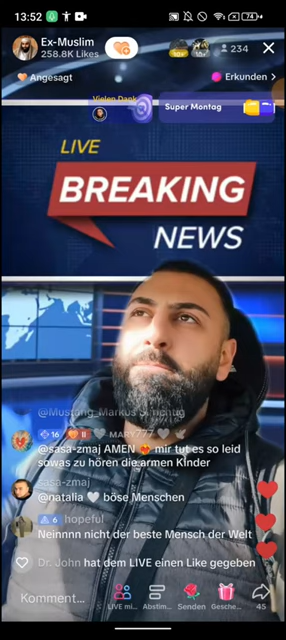 13:52
74
Ex-Muslim
258.8K Likes
234
Angesagt
Erkunden >
Vielen Dank
Super Montag
LIVE
BREAKING
NEWS
@Mustang_Markus
16 II MARY777
@sasa-zmaj AMEN ❤️‍🔥 mir tut es so leid
sowas zu hören die armen Kinder
sasa-zmaj
@natalia 🤍 böse Menschen
6 hopeful
Neinnnn nicht der beste Mensch der Welt
Dr. John hat dem LIVE einen Like gegeben
Komment...
LIVE mi...
Abstim...
Senden
Gesche...
45